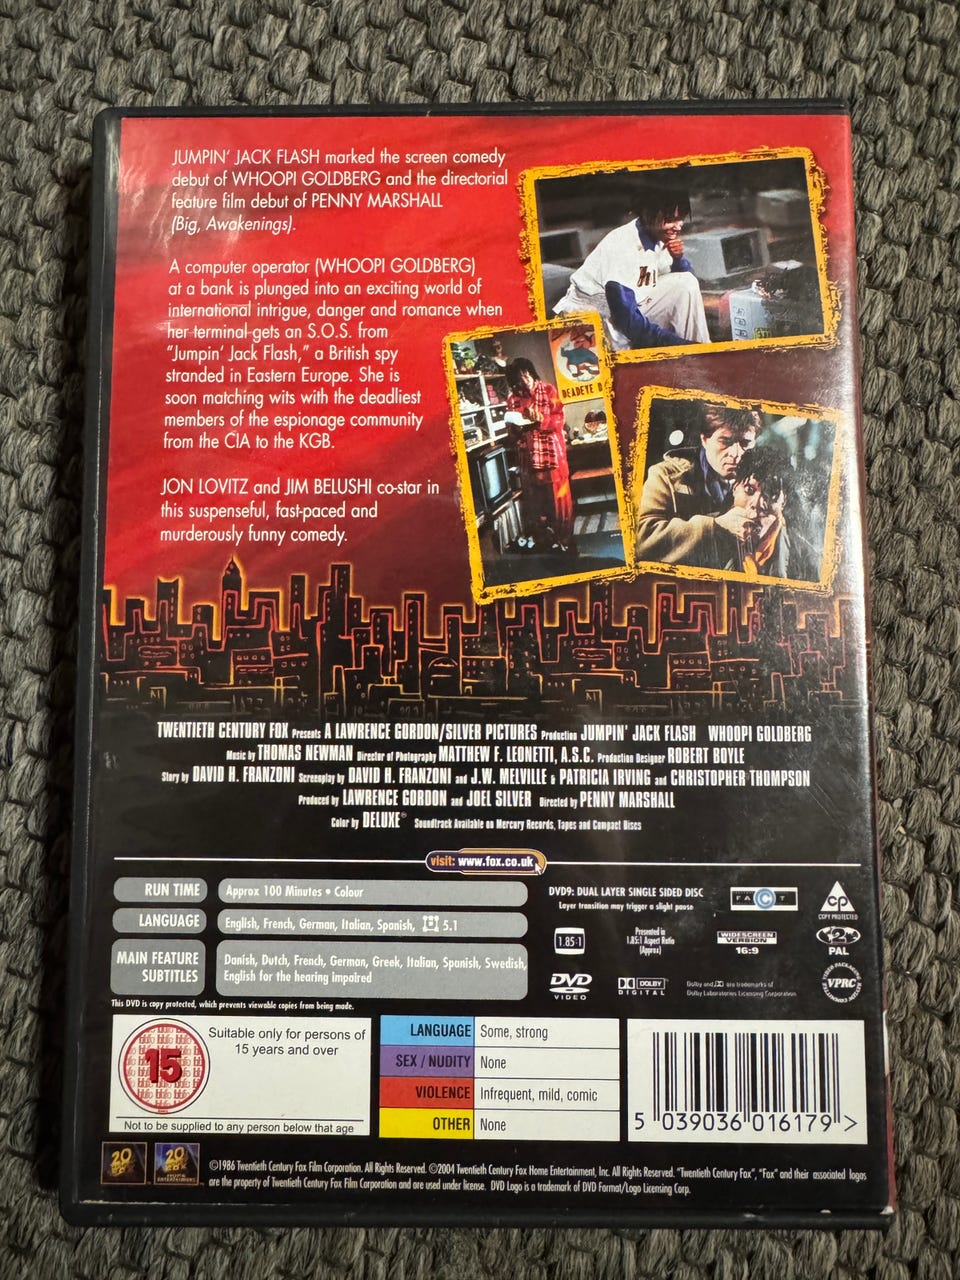 JUMPIN' JACK FLASH marked the screen comedy
debut of WHOOPI GOLDBERG and the directorial
feature film debut of PENNY MARSHALL
(Big, Awakenings).
A computer operator (WHOOPI GOLDBERG)
at a bank is plunged into an exciting world of
international intrigue, danger and romance when
her terminal gets an S.O.S. from
"Jumpin' Jack Flash," a British spy
stranded in Eastern Europe. She is
soon matching wits with the deadliest
members of the espionage community
from the CIA to the KGB.
JON LOVITZ and JIM BELUSHI co-star in
this suspenseful, fast-paced and
murderously funny comedy.
DEADEYE D
TWENTIETH CENTURY FOX Presents A LAWRENCE GORDON/SILVER PICTURES Production JUMPIN' JACK FLASH WHOOPI GOLDBERG
Music by THOMAS NEWMAN Director of Photography MATTHEW F. LEONETTI, A.S.C. Production Designer ROBERT BOYLE
Story by DAVID H. FRANZONI Screenplay by DAVID H. FRANZONI and J.W. MELVILLE & PATRICIA IRVING and CHRISTOPHER THOMPSON
Produced by LAWRENCE GORDON and JOEL SILVER Directed by PENNY MARSHALL
Color by DELUXE® Soundtrack Available on Mercury Records, Tapes and Compact Discs
visit: www.fox.co.uk
RUN TIME Approx 100 Minutes • Colour
LANGUAGE English, French, German, Italian, Spanish, 5.1
MAIN FEATURE SUBTITLES
Danish, Dutch, French, German, Greek, Italian, Spanish, Swedish,
English for the hearing impaired
DVD9: DUAL LAYER SINGLE SIDED DISC
Layer transition may trigger a slight pause
FACT
CP
COPY PROTECTED
1.85:1
Presented in
1.85:1 Aspect Ratio
(Approx)
WIDESCREEN
VERSION
16:9
2
PAL
DVD
VIDEO
DOLBY
DIGITAL
Dolby and are trademarks of
Dolby Laboratories Licensing Corporation
VPRC
This DVD is copy protected, which prevents viewable copies from being made.
15
Suitable only for persons of
15 years and over
Not to be supplied to any person below that age
LANGUAGE Some, strong
SEX / NUDITY None
VIOLENCE Infrequent, mild, comic
OTHER None
5 039036 016179 >
©1986 Twentieth Century Fox Film Corporation. All Rights Reserved. ©2004 Twentieth Century Fox Home Entertainment, Inc. All Rights Reserved. "Twentieth Century Fox", "Fox" and their associated logos
are the property of Twentieth Century Fox Film Corporation and are used under license. DVD Logo is a trademark of DVD Format/Logo Licensing Corp.